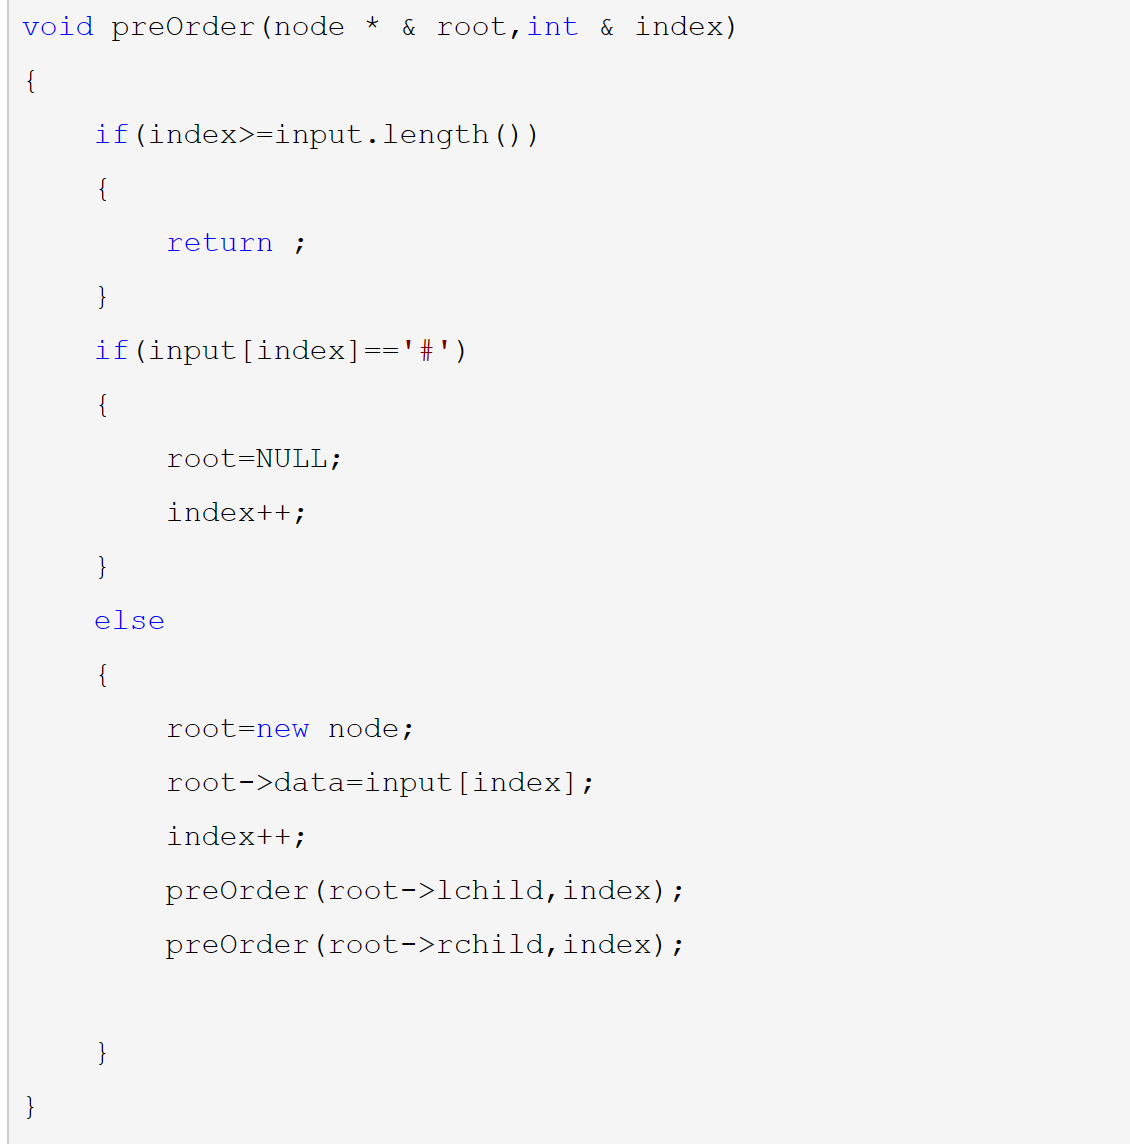 void preOrder(node * & root,int & index)
{
    if(index>=input.length())
    {
        return ;
    }
    if(input[index]=='#')
    {
        root=NULL;
        index++;
    }
    else
    {
        root=new node;
        root->data=input[index];
        index++;
        preOrder(root->lchild,index);
        preOrder(root->rchild,index);

    }
}